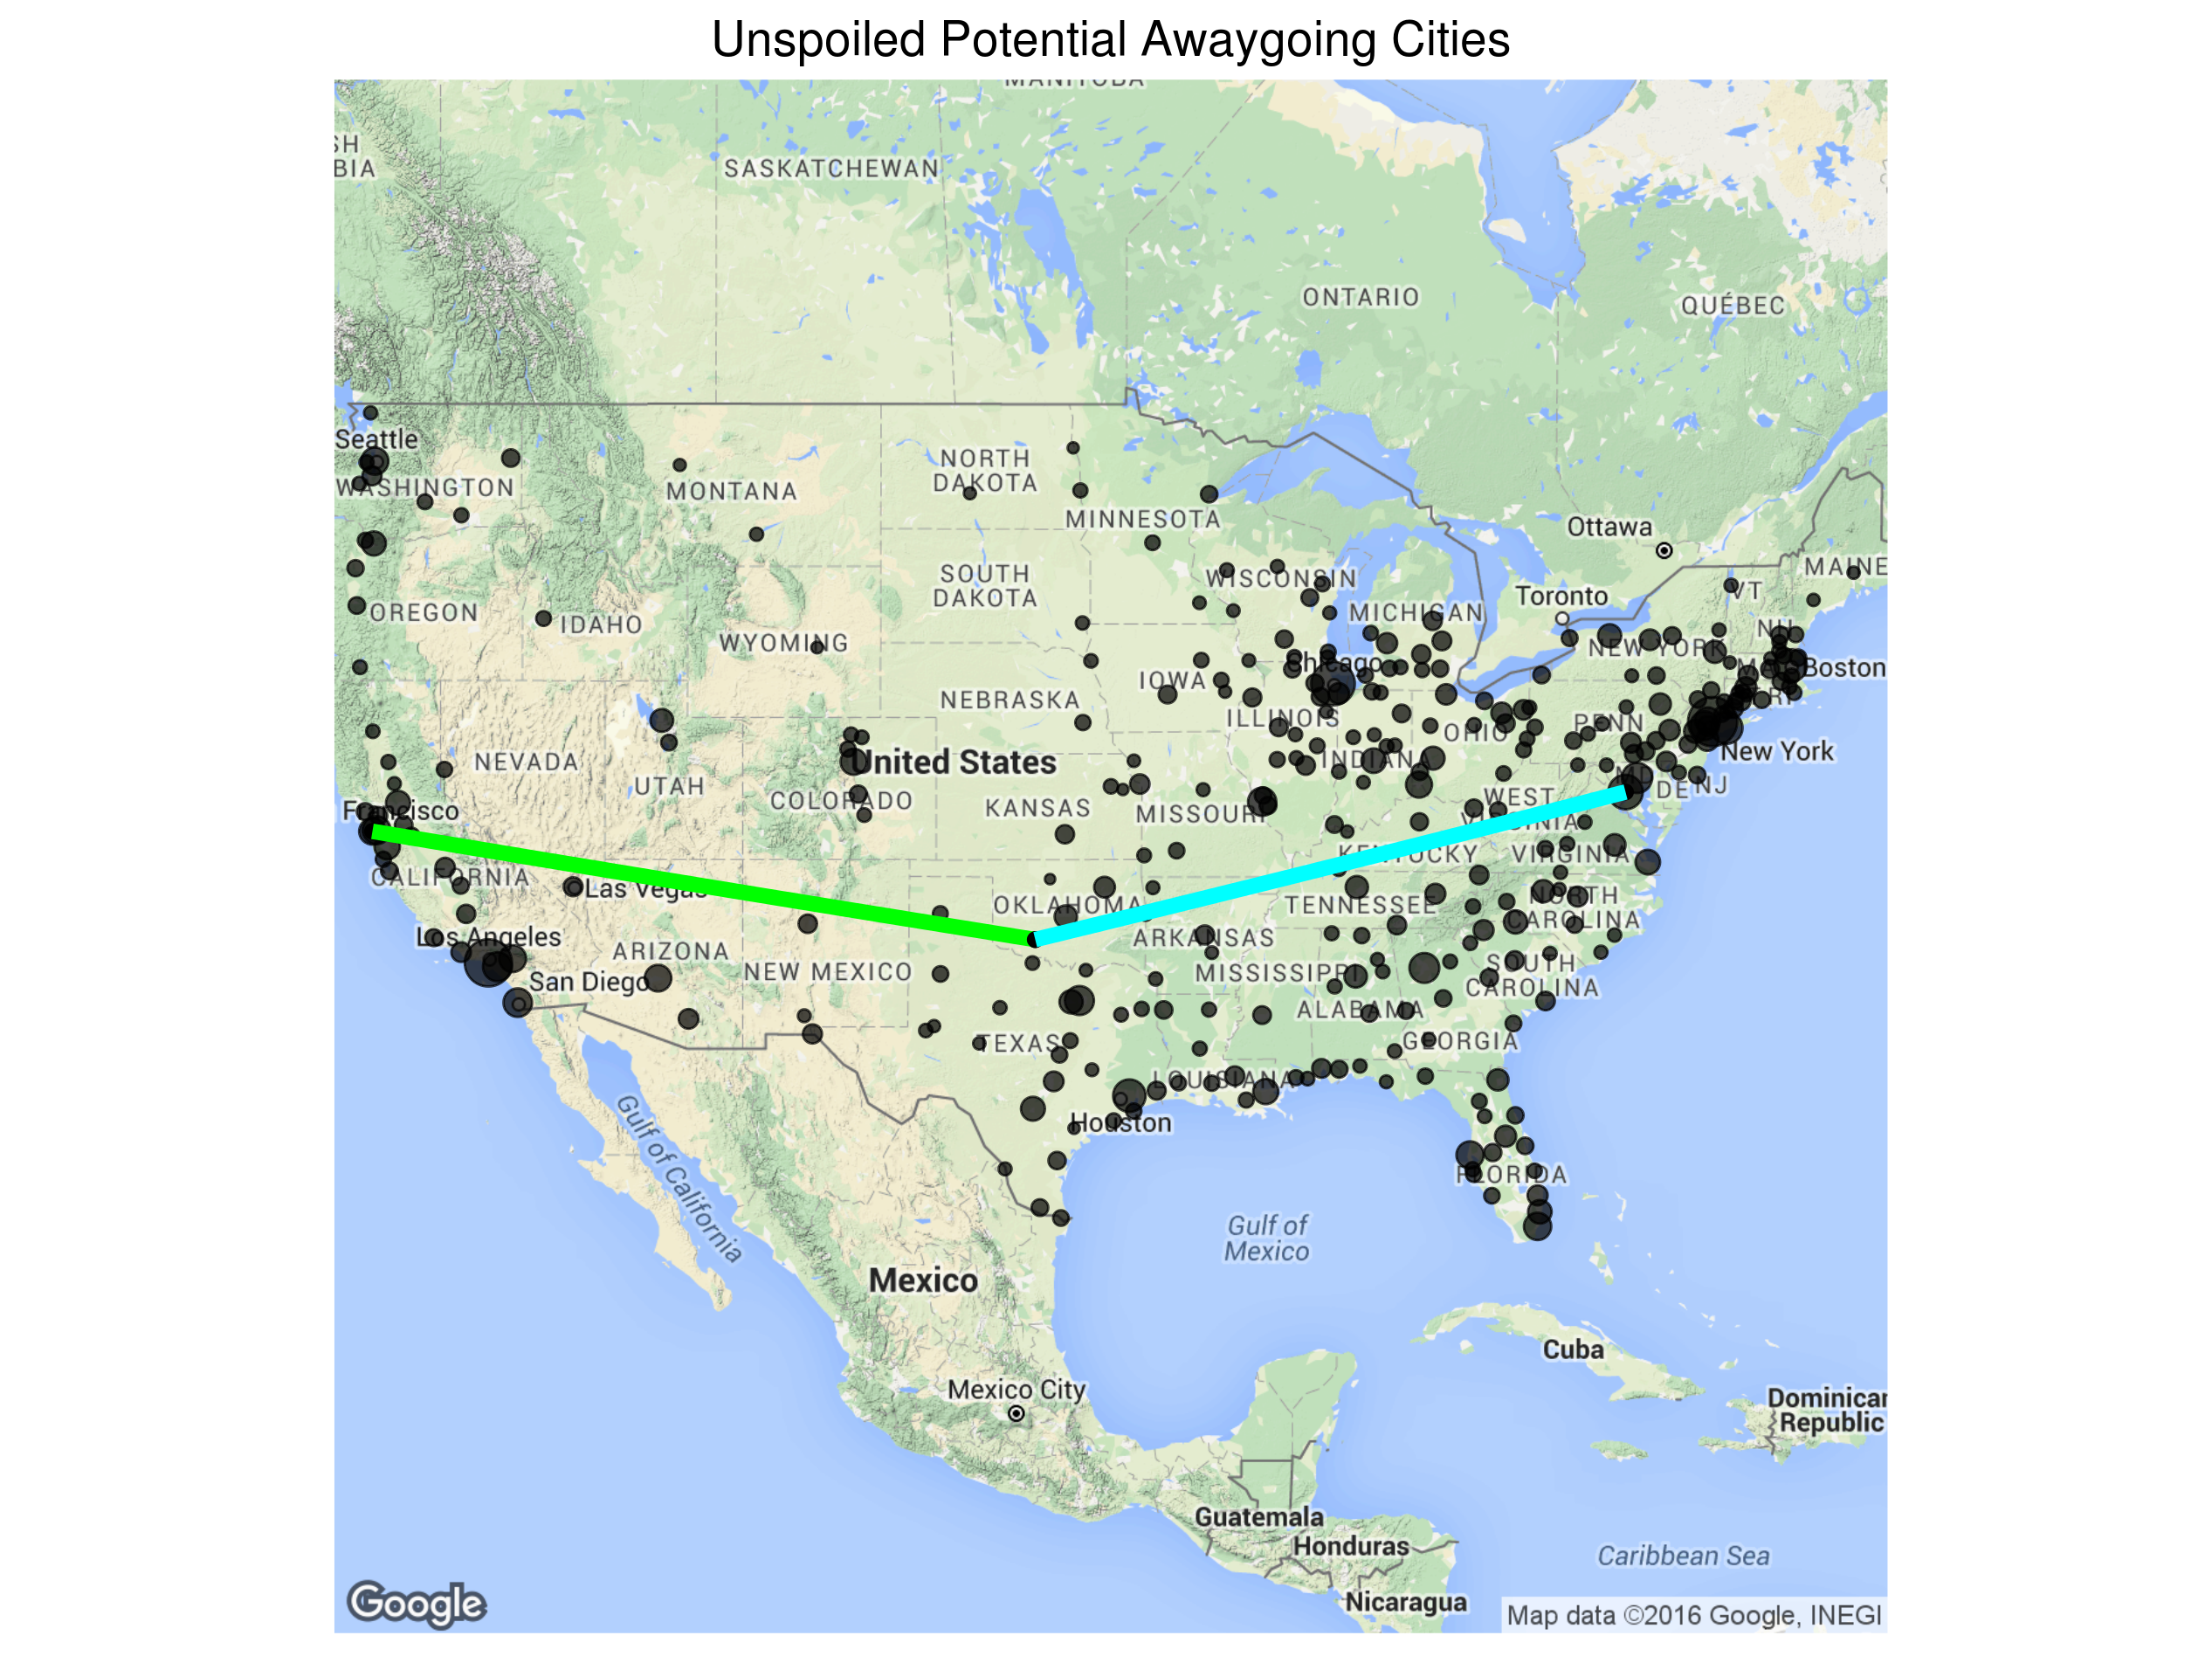 Unspoiled Potential Awaygoing Cities
MANITOBA
SH
BIA
SASKATCHEWAN
ONTARIO
QUÉBEC
Seattle
WASHINGTON
MONTANA
NORTH
DAKOTA
MINNESOTA
Ottawa
MAINE
VT
SOUTH
DAKOTA
WISCONSIN
MICHIGAN
Toronto
OREGON
IDAHO
WYOMING
NEW YORK
NH
MA
Boston
Chicago
IOWA
NEBRASKA
ILLINOIS
RI
PENN
OHIO
New York
NEVADA
United States
INDIANA
UTAH
COLORADO
KANSAS
MISSOURI
WEST
VIRGINIA
MD
DE
NJ
Francisco
KENTUCKY
VIRGINIA
CALIFORNIA
Las Vegas
OKLAHOMA
TENNESSEE
NORTH
CAROLINA
Los Angeles
ARIZONA
ARKANSAS
NEW MEXICO
MISSISSIPPI
SOUTH
CAROLINA
San Diego
ALABAMA
TEXAS
GEORGIA
LOUISIANA
Houston
Gulf of California
FLORIDA
Gulf of
Mexico
Mexico
Cuba
Mexico City
Dominican
Republic
Guatemala
Honduras
Caribbean Sea
Nicaragua
Google
Map data ©2016 Google, INEGI